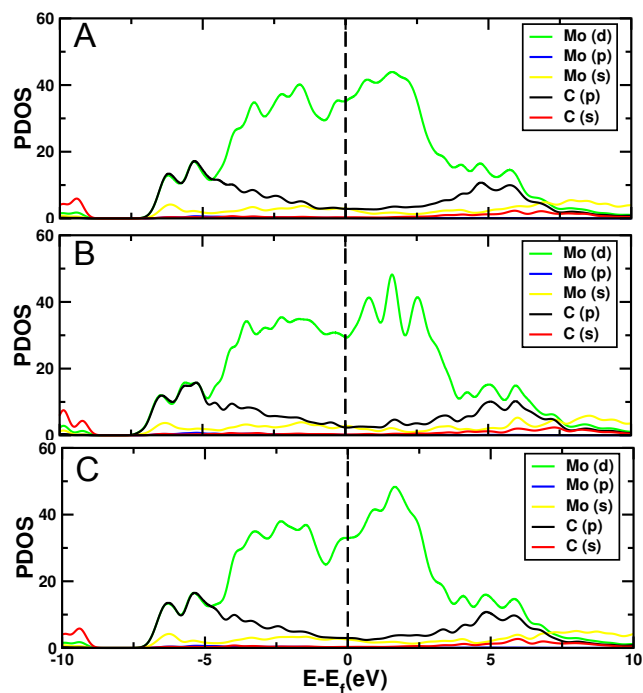 A
60
40
20
0
PDOS
Mo (d)
Mo (p)
Mo (s)
C (p)
C (s)
B
60
40
20
0
PDOS
Mo (d)
Mo (p)
Mo (s)
C (p)
C (s)
C
60
40
20
0
PDOS
Mo (d)
Mo (p)
Mo (s)
C (p)
C (s)
-10 -5 0 5 10
E-Ef(eV)